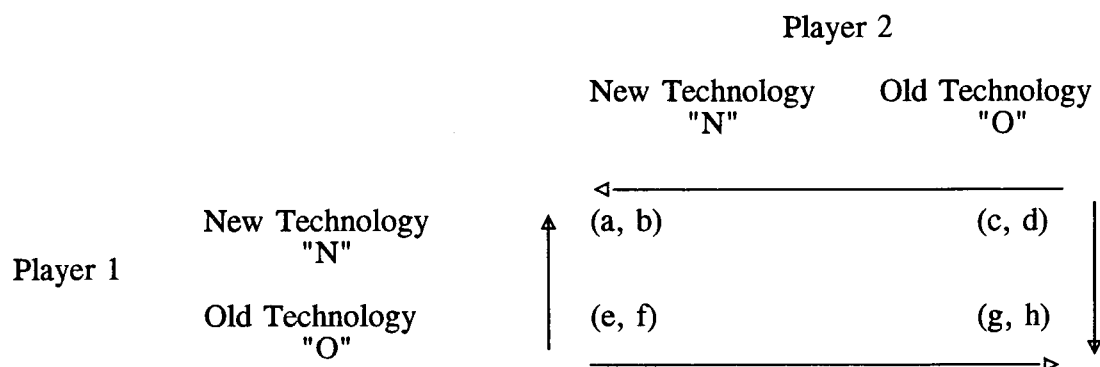 Player 2
New Technology Old Technology
"N" "O"
New Technology (a, b) (c, d)
"N"
Player 1
Old Technology (e, f) (g, h)
"O"